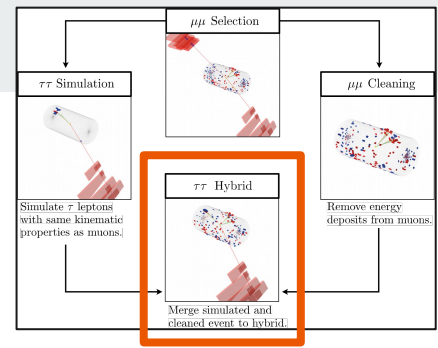 μμ Selection
ττ Simulation
μμ Cleaning
Simulate τ leptons
with same kinematic
properties as muons.
ττ Hybrid
Remove energy
deposits from muons.
Merge simulated and
cleaned event to hybrid.